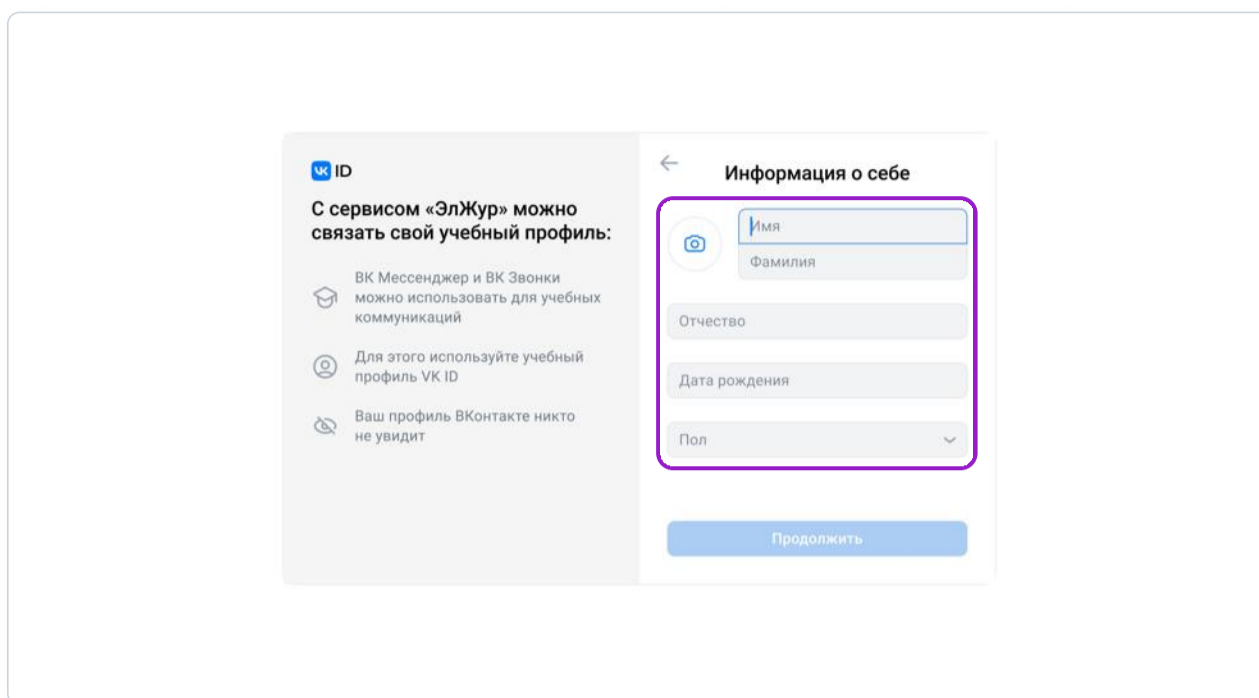 VK ID
С сервисом «ЭлЖур» можно
связать свой учебный профиль:
ВК Мессенджер и ВК Звонки
можно использовать для учебных
коммуникаций
Для этого используйте учебный
профиль VK ID
Ваш профиль ВКонтакте никто
не увидит
Информация о себе
Имя
Фамилия
Отчество
Дата рождения
Пол
Продолжить